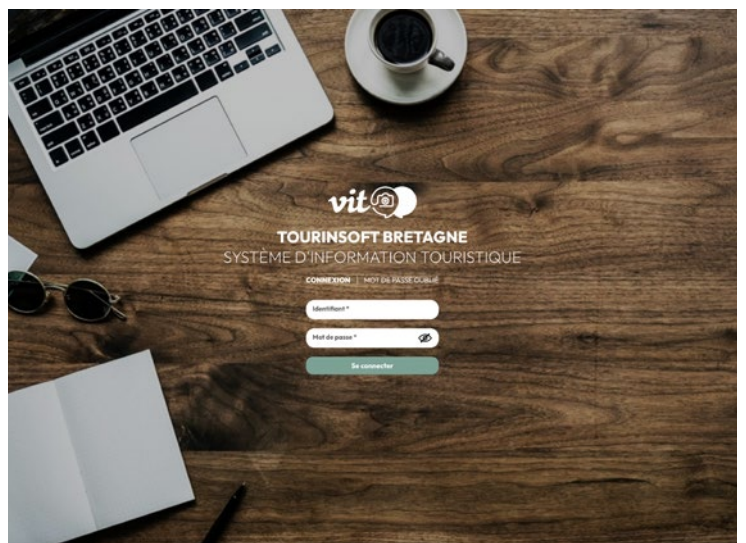 vit
TOURINSOFT BRETAGNE
SYSTÈME D'INFORMATION TOURISTIQUE
CONNEXION | MOT DE PASSE OUBLIÉ
Identifiant *
Mot de passe *
Se connecter